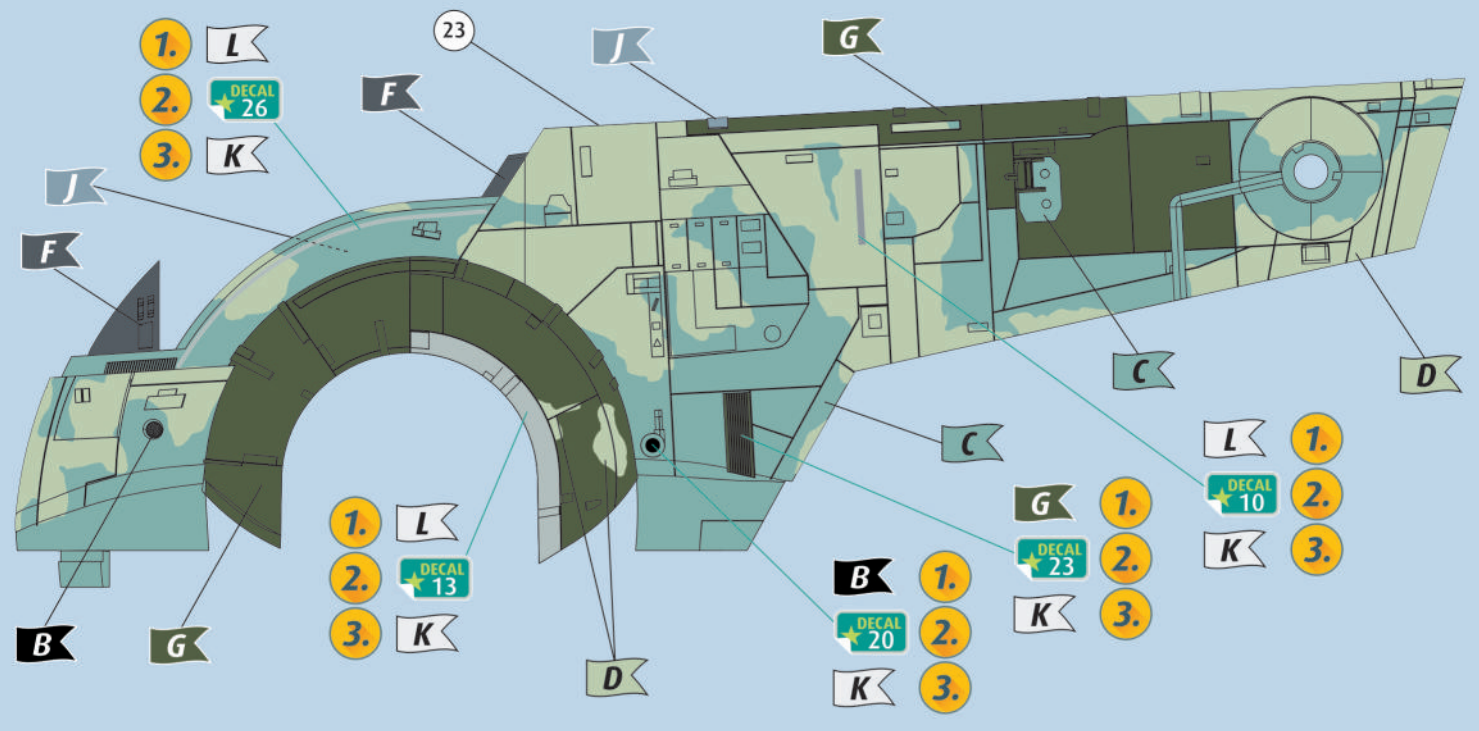 1. L
2. DECAL 26
3. K
23
J
G
F
J
F
C
D
C
L 1.
DECAL 10 2.
K 3.
G 1.
DECAL 23 2.
K 3.
1. L
2. DECAL 13
3. K
B 1.
DECAL 20 2.
K 3.
B
G
D